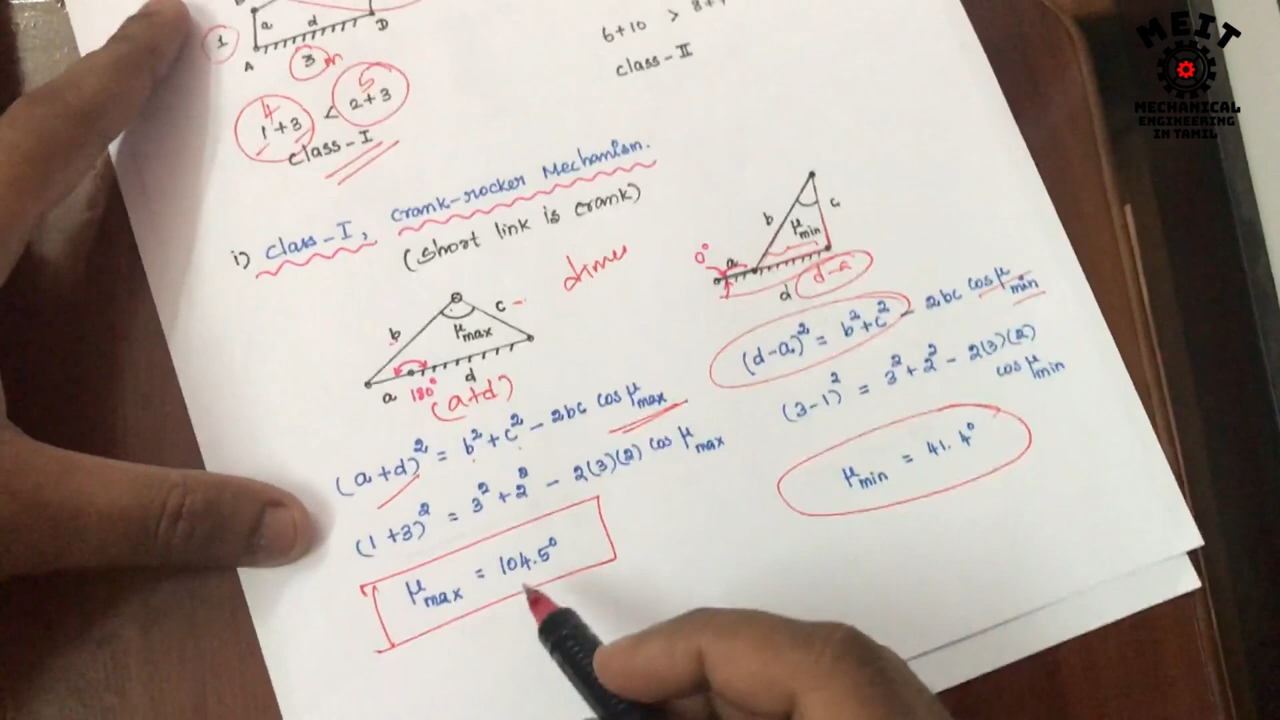 a
d
D
1
A
3 m
4
5
1+3 < 2+3
class-I
6+10 >
class-II
i) class-I, crank-rocker Mechanism.
(short link is crank)
b
c
μmax
a
180°
d
(a+d)
(a+d)² = b²+c² - 2bc cos μmax
(1+3)² = 3²+2² - 2(3)(2) cos μmax
μmax = 104.5°
b
c
μmin
0°
a
d
d-a
(d-a)² = b²+c² - 2bc cos μmin
(3-1)² = 3²+2² - 2(3)(2)
cos μmin
μmin = 41.4°
MEIT
MECHANICAL
ENGINEERING
IN TAMIL